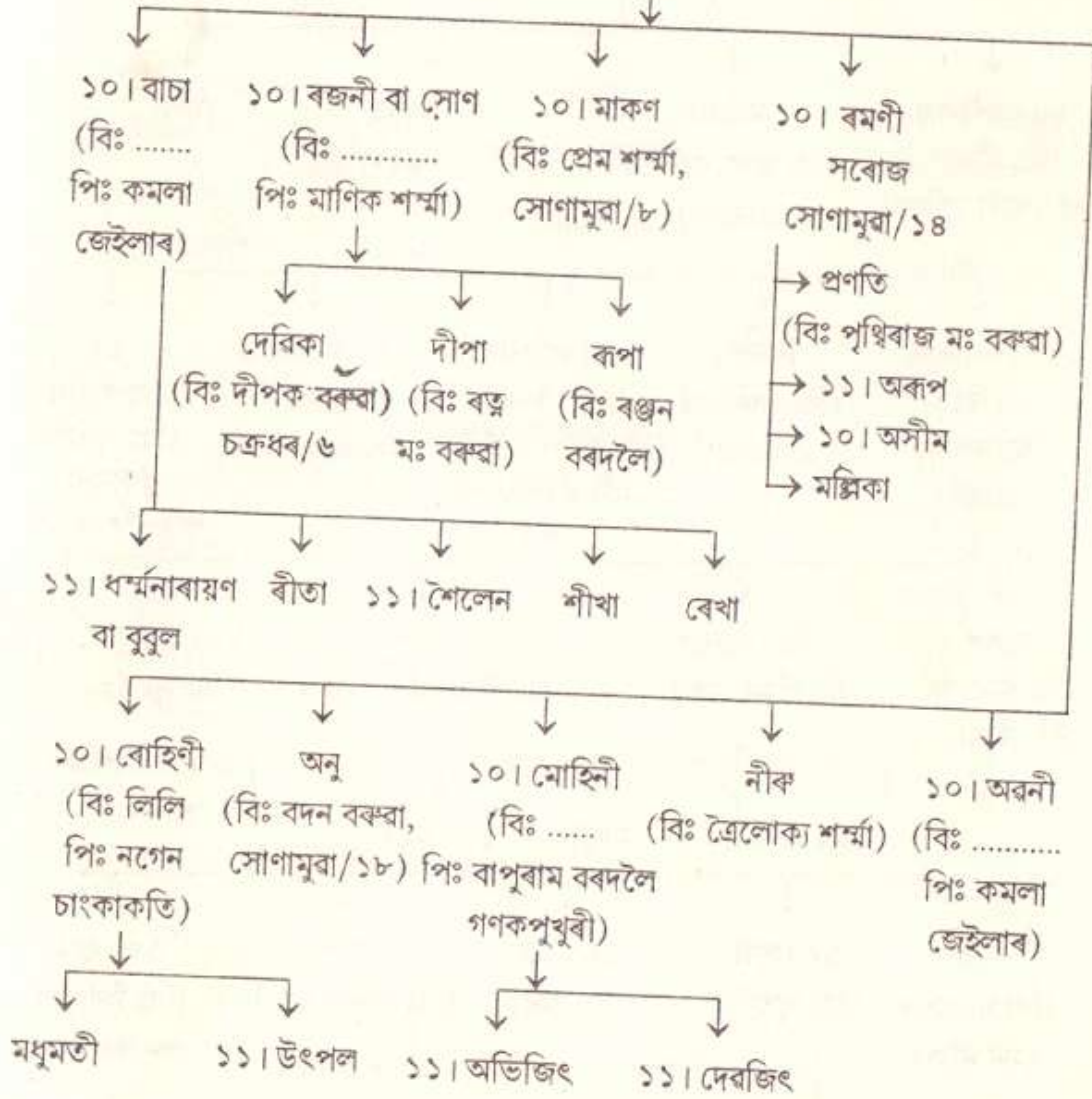 ১০। বাচা
(বিঃ .......
পিঃ কমলা
জেইলাৰ)
১০। ৰজনী বা সোণ
(বিঃ ............
পিঃ মাণিক শৰ্ম্মা)
১০। মাকণ
(বিঃ প্ৰেম শৰ্ম্মা,
সোণামুৱা/৮)
১০। ৰমণী
সৰোজ
সোণামুৱা/১৪
প্ৰণতি
(বিঃ পৃথ্বিৰাজ মঃ বৰুৱা)
১১। অৰূপ
১০। অসীম
মল্লিকা
দেৱিকা
(বিঃ দীপক বৰুৱা)
চক্ৰধৰ/৬
দীপা
(বিঃ ৰত্ন
মঃ বৰুৱা)
ৰূপা
(বিঃ ৰঞ্জন
বৰদলৈ)
১১। ধৰ্ম্মনাৰায়ণ
বা বুবুল
ৰীতা
১১। শৈলেন
শীখা
ৰেখা
১০। ৰোহিণী
(বিঃ লিলি
পিঃ নগেন
চাংকাকতি)
অনু
(বিঃ বদন বৰুৱা,
সোণামুৱা/১৮)
১০। মোহিনী
(বিঃ ......
পিঃ বাপুৰাম বৰদলৈ
গণকপুখুৰী)
নীৰু
(বিঃ ত্ৰৈলোক্য শৰ্ম্মা)
১০। অৱনী
(বিঃ ...........
পিঃ কমলা
জেইলাৰ)
মধুমতী
১১। উৎপল
১১। অভিজিৎ
১১। দেৱজিৎ